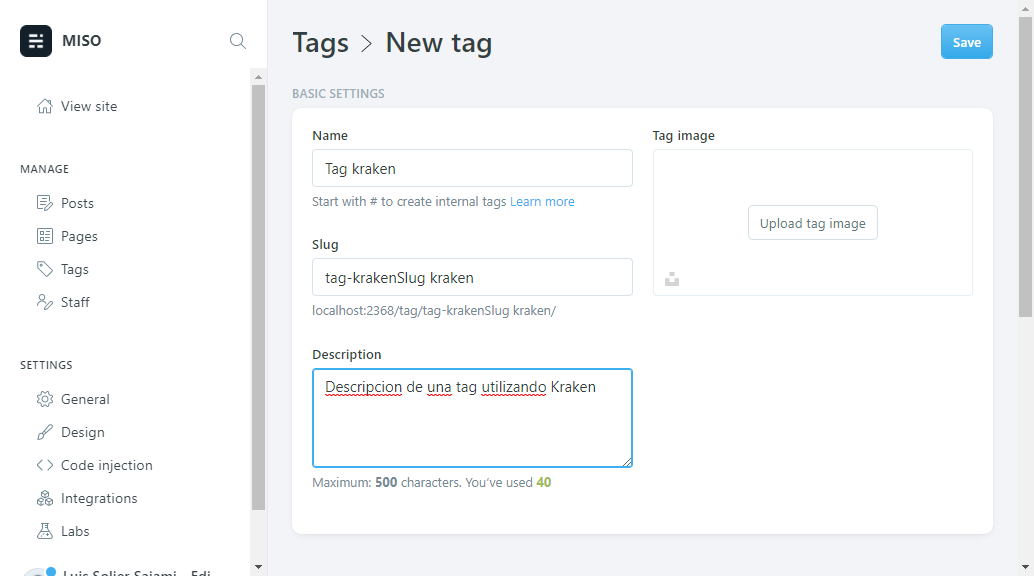 MISO
View site
MANAGE
Posts
Pages
Tags
Staff
SETTINGS
General
Design
Code injection
Integrations
Labs
Tags > New tag
Save
BASIC SETTINGS
Name
Tag kraken
Start with # to create internal tags Learn more
Slug
tag-krakenSlug kraken
localhost:2368/tag/tag-krakenSlug kraken/
Description
Descripcion de una tag utilizando Kraken
Maximum: 500 characters. You’ve used 40
Tag image
Upload tag image